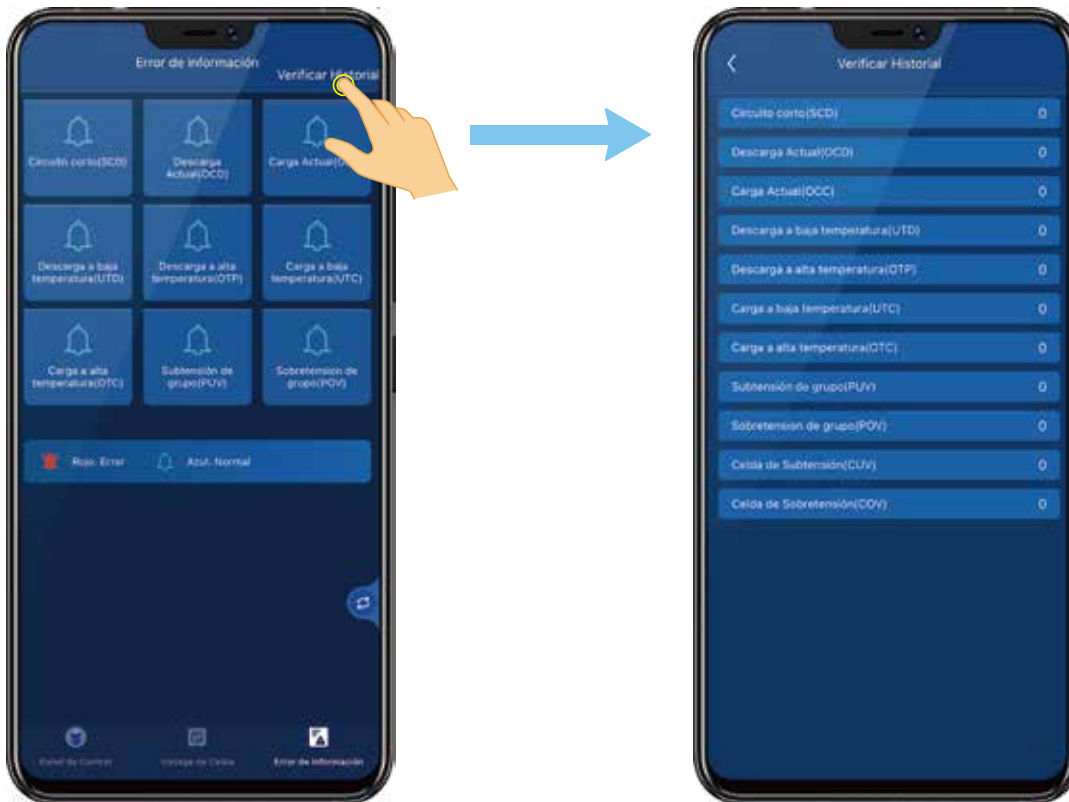 Error de información
Verificar Historial
Circuito corto(SCD)
Descarga
Actual(OCD)
Carga Actual(O
Descarga a baja
temperatura(UTD)
Descarga a alta
temperatura(OTP)
Carga a baja
temperatura(UTC)
Carga a alta
temperatura(OTC)
Subtensión de
grupo(PUV)
Sobretension de
grupo(POV)
Rojo: Error
Azul: Normal
Panel de Control
Voltaje de Celda
Error de Información
Verificar Historial
Circuito corto(SCD) 0
Descarga Actual(OCD) 0
Carga Actual(OCC) 0
Descarga a baja temperatura(UTD) 0
Descarga a alta temperatura(OTP) 0
Carga a baja temperatura(UTC) 0
Carga a alta temperatura(OTC) 0
Subtensión de grupo(PUV) 0
Sobretension de grupo(POV) 0
Celda de Subtensión(CUV) 0
Celda de Sobretensión(COV) 0